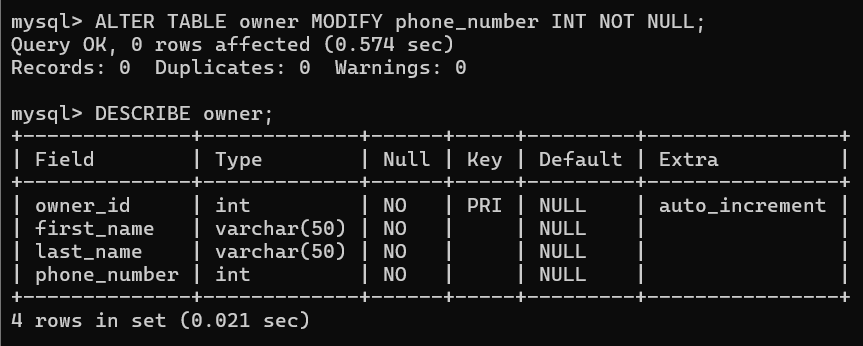 mysql> ALTER TABLE owner MODIFY phone_number INT NOT NULL;
Query OK, 0 rows affected (0.574 sec)
Records: 0  Duplicates: 0  Warnings: 0

mysql> DESCRIBE owner;
+--------------+-------------+------+-----+---------+----------------+
| Field        | Type        | Null | Key | Default | Extra          |
+--------------+-------------+------+-----+---------+----------------+
| owner_id     | int         | NO   | PRI | NULL    | auto_increment |
| first_name   | varchar(50) | NO   |     | NULL    |                |
| last_name    | varchar(50) | NO   |     | NULL    |                |
| phone_number | int         | NO   |     | NULL    |                |
+--------------+-------------+------+-----+---------+----------------+
4 rows in set (0.021 sec)